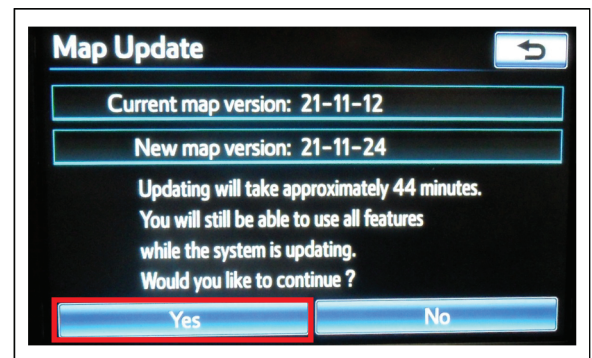 Map Update
Current map version: 21-11-12
New map version: 21-11-24
Updating will take approximately 44 minutes.
You will still be able to use all features
while the system is updating.
Would you like to continue ?
Yes
No